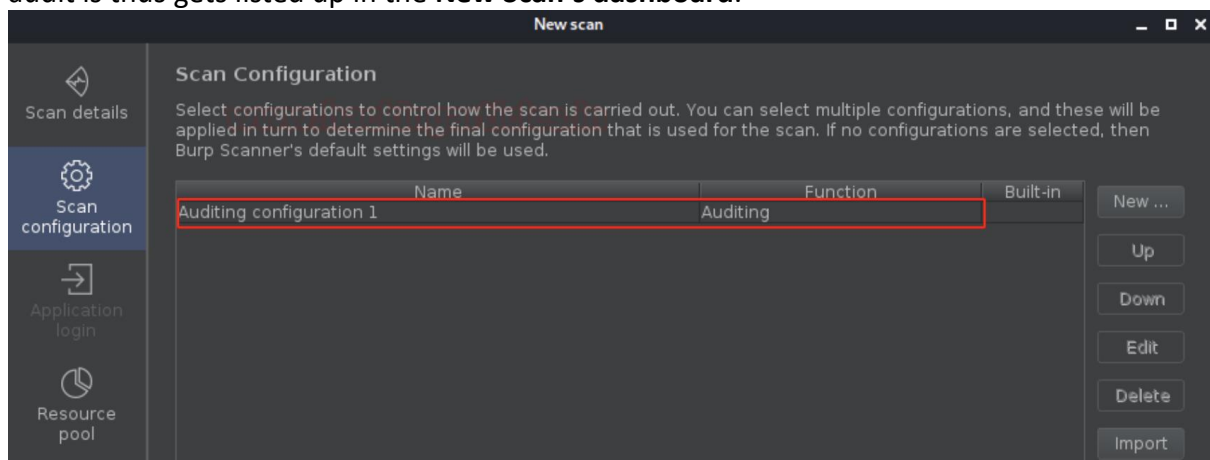 audit is thus gets listed up in the New Scan's dashboard.
New scan
Scan details
Scan
configuration
Application
login
Resource
pool
Scan Configuration
Select configurations to control how the scan is carried out. You can select multiple configurations, and these will be
applied in turn to determine the final configuration that is used for the scan. If no configurations are selected, then
Burp Scanner's default settings will be used.
Name Function Built-in
Auditing configuration 1 Auditing
New ...
Up
Down
Edit
Delete
Import